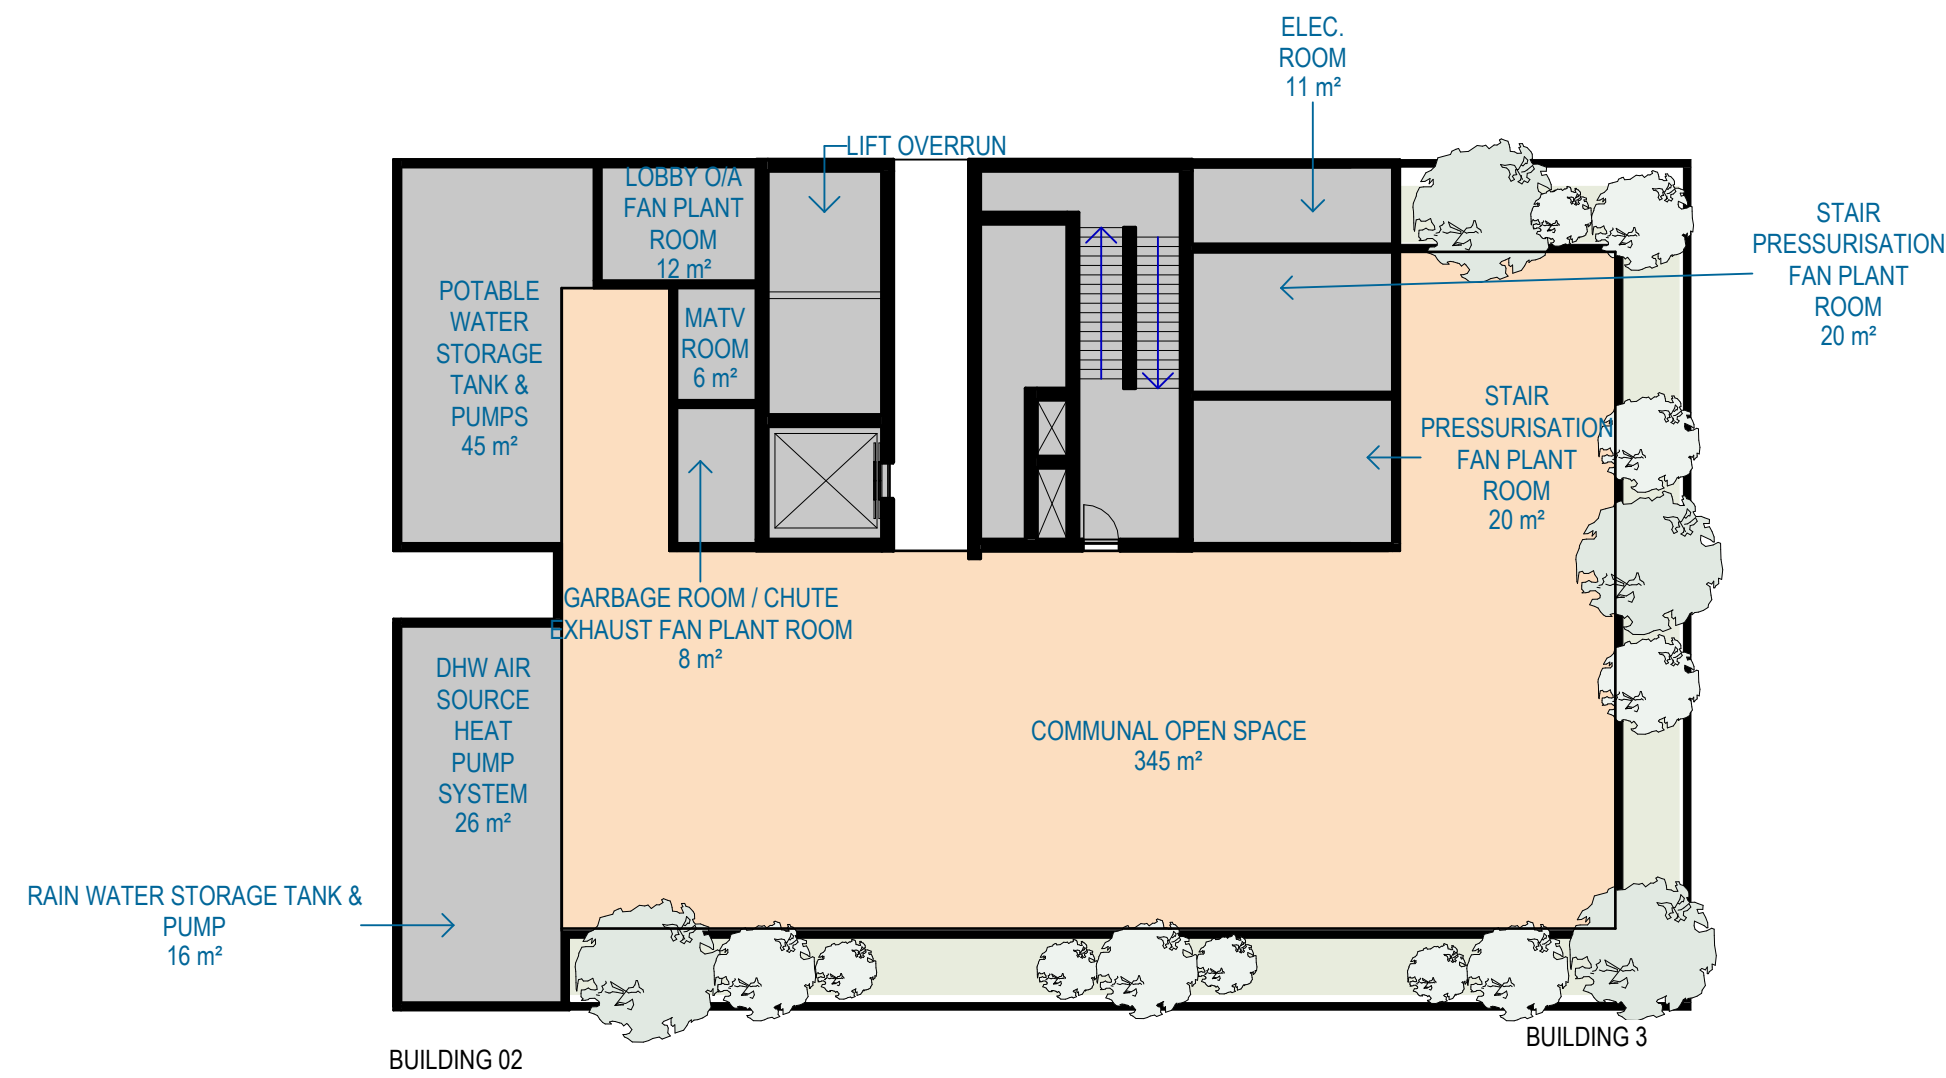 ELEC.
ROOM
11 m²
LIFT OVERRUN
LOBBY O/A
FAN PLANT
ROOM
12 m²
STAIR
PRESSURISATION
FAN PLANT
ROOM
20 m²
POTABLE
WATER
STORAGE
TANK &
PUMPS
45 m²
MATV
ROOM
6 m²
STAIR
PRESSURISATION
FAN PLANT
ROOM
20 m²
GARBAGE ROOM / CHUTE
EXHAUST FAN PLANT ROOM
8 m²
DHW AIR
SOURCE
HEAT
PUMP
SYSTEM
26 m²
COMMUNAL OPEN SPACE
345 m²
RAIN WATER STORAGE TANK &
PUMP
16 m²
BUILDING 02
BUILDING 3